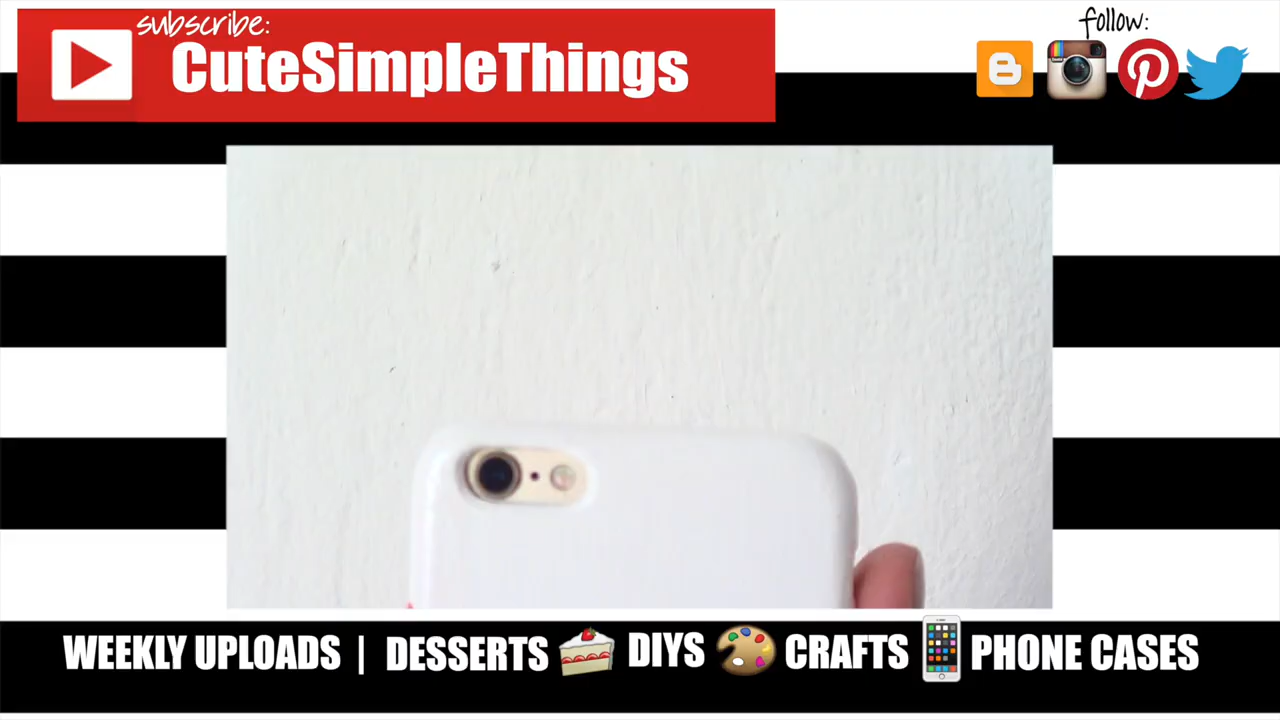 subscribe:
CuteSimpleThings
follow:
WEEKLY UPLOADS | DESSERTS DIYS CRAFTS PHONE CASES